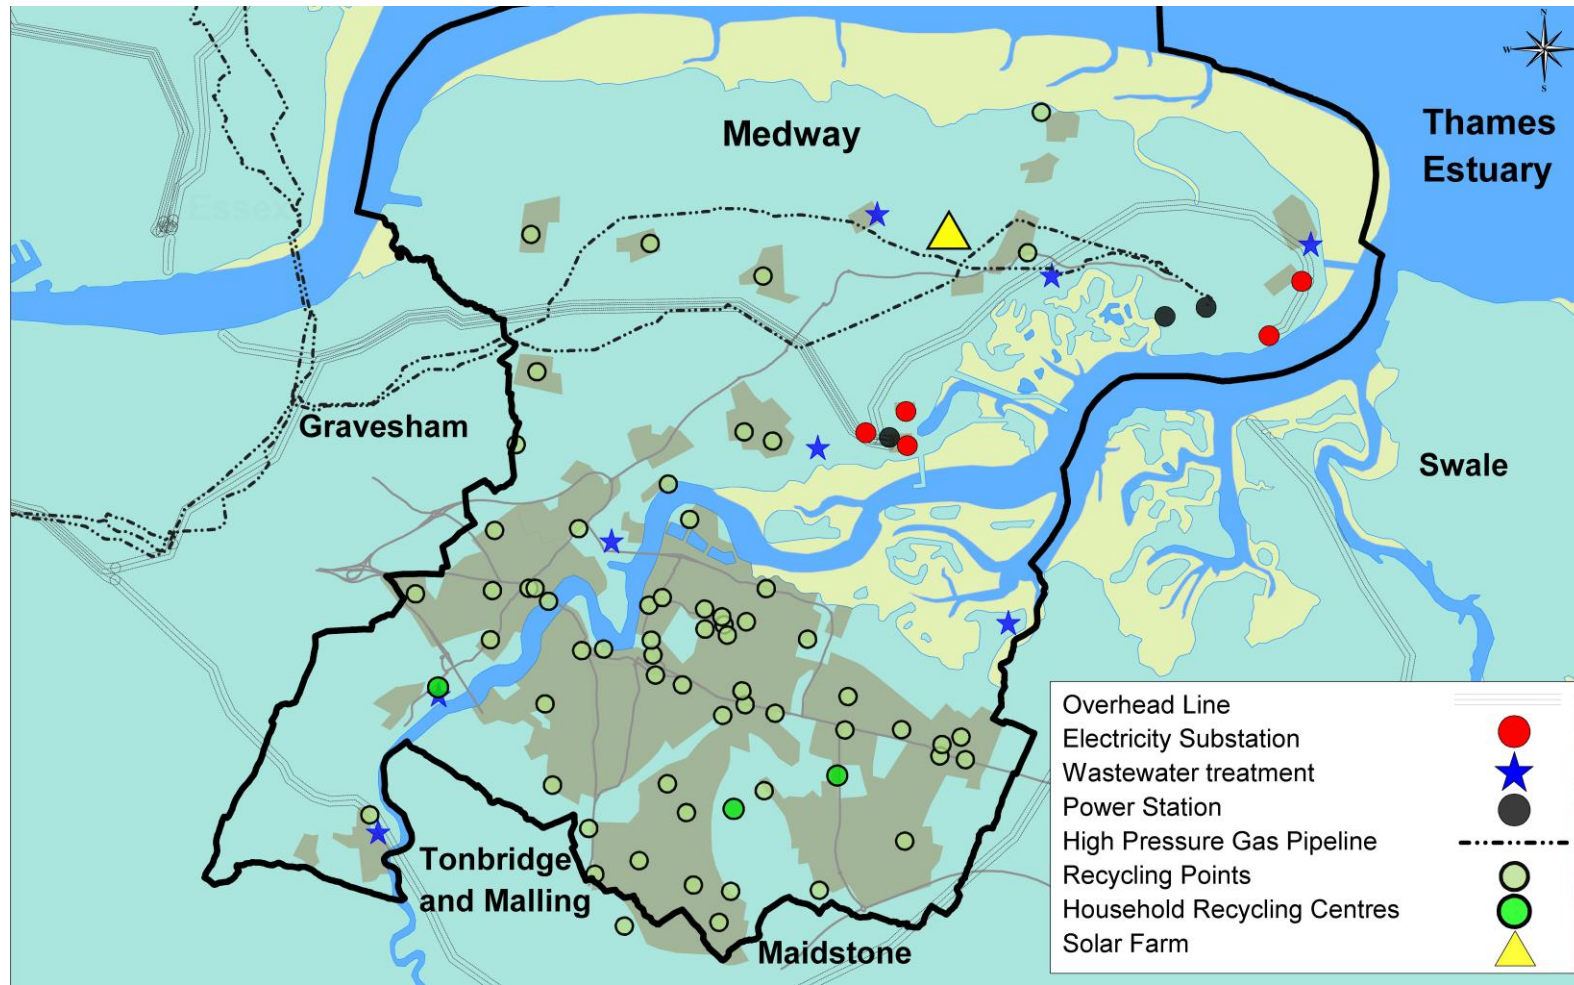 N
W
S
Medway
Thames
Estuary
Essex
Gravesham
Swale
Tonbridge
and Malling
Maidstone
Overhead Line
Electricity Substation
Wastewater treatment
Power Station
High Pressure Gas Pipeline
Recycling Points
Household Recycling Centres
Solar Farm